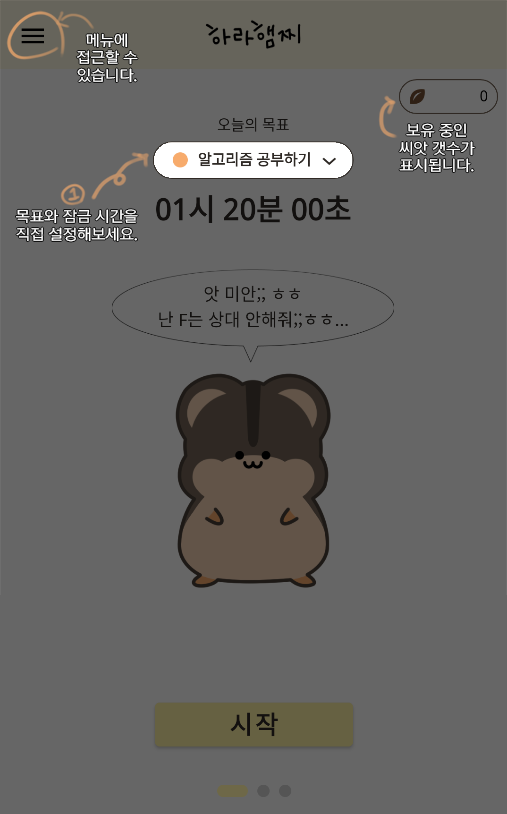 하라햄찌
메뉴에
접근할 수
있습니다.
0
보유 중인
씨앗 갯수가
표시됩니다.
오늘의 목표
알고리즘 공부하기
1
목표와 잠금 시간을
직접 설정해보세요.
01시 20분 00초
앗 미안;; ㅎㅎ
난 F는 상대 안해줘;;ㅎㅎ...
시작